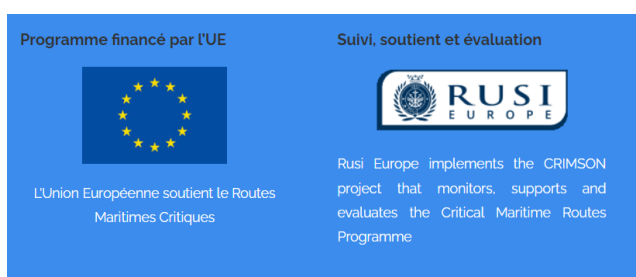 Programme financé par l'UE
L'Union Européenne soutient le Routes
Maritimes Critiques
Suivi, soutient et évaluation
RUSI
EUROPE
Rusi Europe implements the CRIMSON
project that monitors, supports and
evaluates the Critical Maritime Routes
Programme